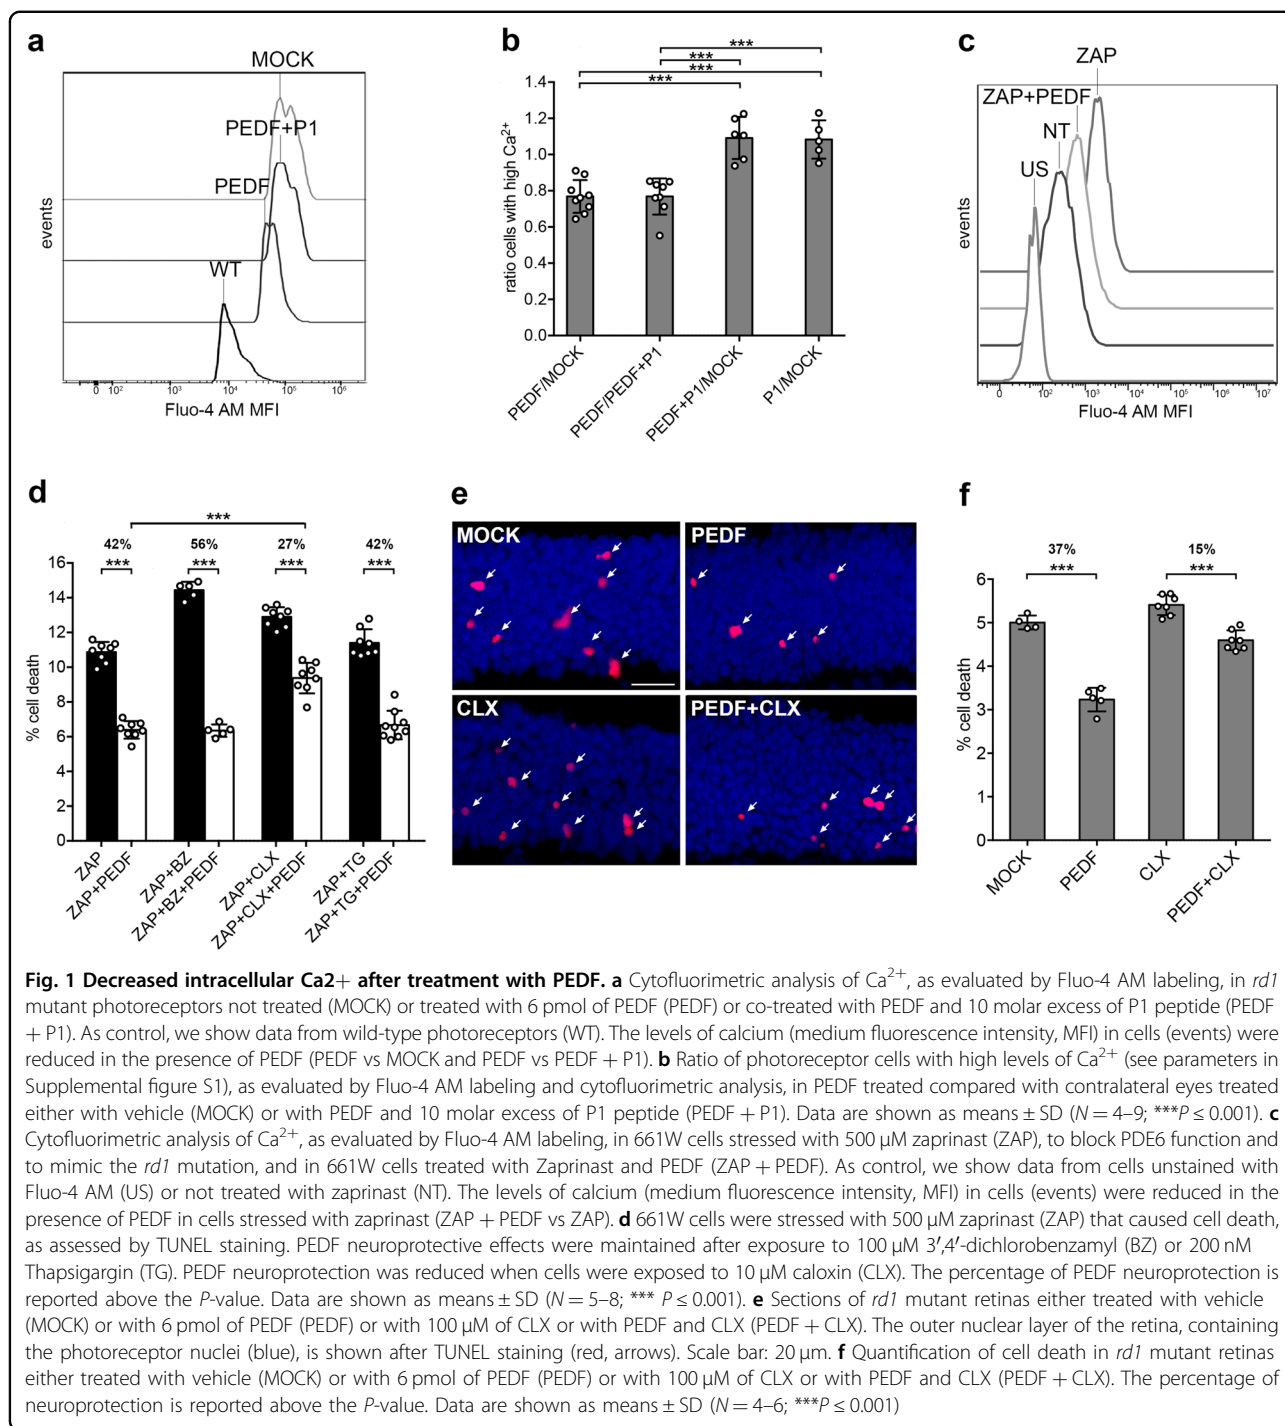 a
MOCK
PEDF+P1
PEDF
WT
events
0 10² 10³ 10⁴ 10⁵ 10⁶
Fluo-4 AM MFI
b
***
***
***
***
1.4
1.2
1.0
0.8
0.6
0.4
0.2
0.0
ratio cells with high Ca²⁺
PEDF/MOCK
PEDF/PEDF+P1
PEDF+P1/MOCK
P1/MOCK
c
ZAP
ZAP+PEDF
NT
US
events
0 10² 10³ 10⁴ 10⁵ 10⁶ 10⁷
Fluo-4 AM MFI
d
***
42% 56% 27% 42%
*** *** *** ***
16
14
12
10
8
6
4
2
0
% cell death
ZAP
ZAP+PEDF
ZAP+BZ
ZAP+BZ+PEDF
ZAP+CLX
ZAP+CLX+PEDF
ZAP+TG
ZAP+TG+PEDF
e
MOCK
PEDF
CLX
PEDF+CLX
f
37% 15%
*** ***
6
5
4
3
2
1
0
% cell death
MOCK
PEDF
CLX
PEDF+CLX
Fig. 1 Decreased intracellular Ca2+ after treatment with PEDF. a Cytofluorimetric analysis of Ca²⁺, as evaluated by Fluo-4 AM labeling, in rd1
mutant photoreceptors not treated (MOCK) or treated with 6 pmol of PEDF (PEDF) or co-treated with PEDF and 10 molar excess of P1 peptide (PEDF
+ P1). As control, we show data from wild-type photoreceptors (WT). The levels of calcium (medium fluorescence intensity, MFI) in cells (events) were
reduced in the presence of PEDF (PEDF vs MOCK and PEDF vs PEDF + P1). b Ratio of photoreceptor cells with high levels of Ca²⁺ (see parameters in
Supplemental figure S1), as evaluated by Fluo-4 AM labeling and cytofluorimetric analysis, in PEDF treated compared with contralateral eyes treated
either with vehicle (MOCK) or with PEDF and 10 molar excess of P1 peptide (PEDF + P1). Data are shown as means ± SD (N = 4–9; ***P ≤ 0.001). c
Cytofluorimetric analysis of Ca²⁺, as evaluated by Fluo-4 AM labeling, in 661W cells stressed with 500 μM zaprinast (ZAP), to block PDE6 function and
to mimic the rd1 mutation, and in 661W cells treated with Zaprinast and PEDF (ZAP + PEDF). As control, we show data from cells unstained with
Fluo-4 AM (US) or not treated with zaprinast (NT). The levels of calcium (medium fluorescence intensity, MFI) in cells (events) were reduced in the
presence of PEDF in cells stressed with zaprinast (ZAP + PEDF vs ZAP). d 661W cells were stressed with 500 μM zaprinast (ZAP) that caused cell death,
as assessed by TUNEL staining. PEDF neuroprotective effects were maintained after exposure to 100 μM 3′,4′-dichlorobenzamyl (BZ) or 200 nM
Thapsigargin (TG). PEDF neuroprotection was reduced when cells were exposed to 10 μM caloxin (CLX). The percentage of PEDF neuroprotection is
reported above the P-value. Data are shown as means ± SD (N = 5–8; *** P ≤ 0.001). e Sections of rd1 mutant retinas either treated with vehicle
(MOCK) or with 6 pmol of PEDF (PEDF) or with 100 μM of CLX or with PEDF and CLX (PEDF + CLX). The outer nuclear layer of the retina, containing
the photoreceptor nuclei (blue), is shown after TUNEL staining (red, arrows). Scale bar: 20 μm. f Quantification of cell death in rd1 mutant retinas
either treated with vehicle (MOCK) or with 6 pmol of PEDF (PEDF) or with 100 μM of CLX or with PEDF and CLX (PEDF + CLX). The percentage of
neuroprotection is reported above the P-value. Data are shown as means ± SD (N = 4–6; ***P ≤ 0.001)